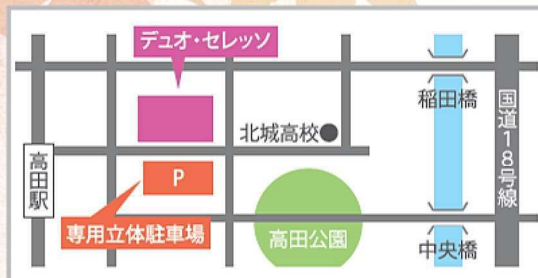 デュオ・セレッソ
稲田橋
国道18号線
北城高校●
高田駅
P
専用立体駐車場
高田公園
中央橋